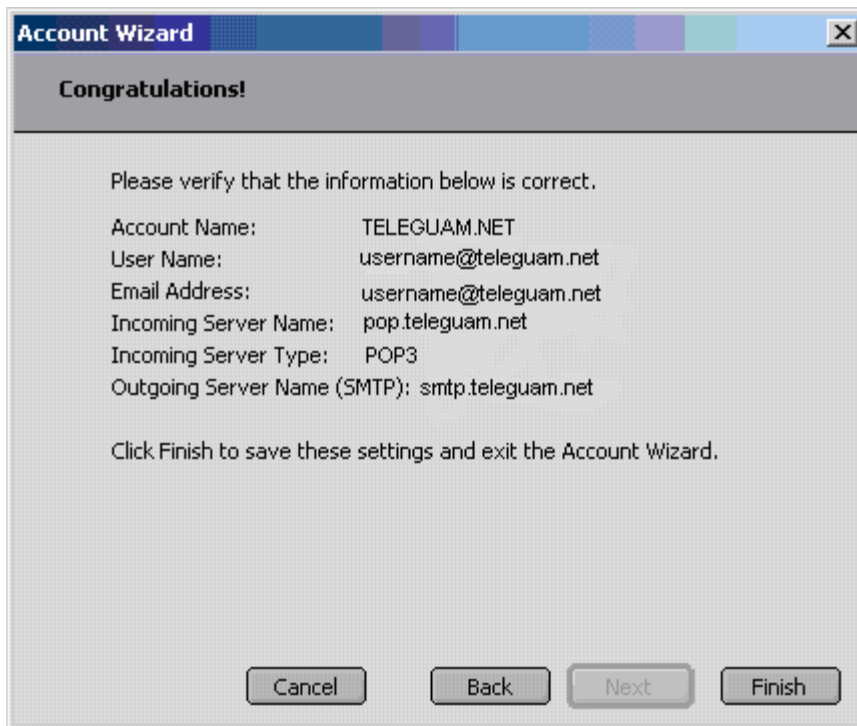 Account Wizard
Congratulations!
Please verify that the information below is correct.
Account Name: TELEGUAM.NET
User Name: username@teleguam.net
Email Address: username@teleguam.net
Incoming Server Name: pop.teleguam.net
Incoming Server Type: POP3
Outgoing Server Name (SMTP): smtp.teleguam.net
Click Finish to save these settings and exit the Account Wizard.
Cancel Back Next Finish